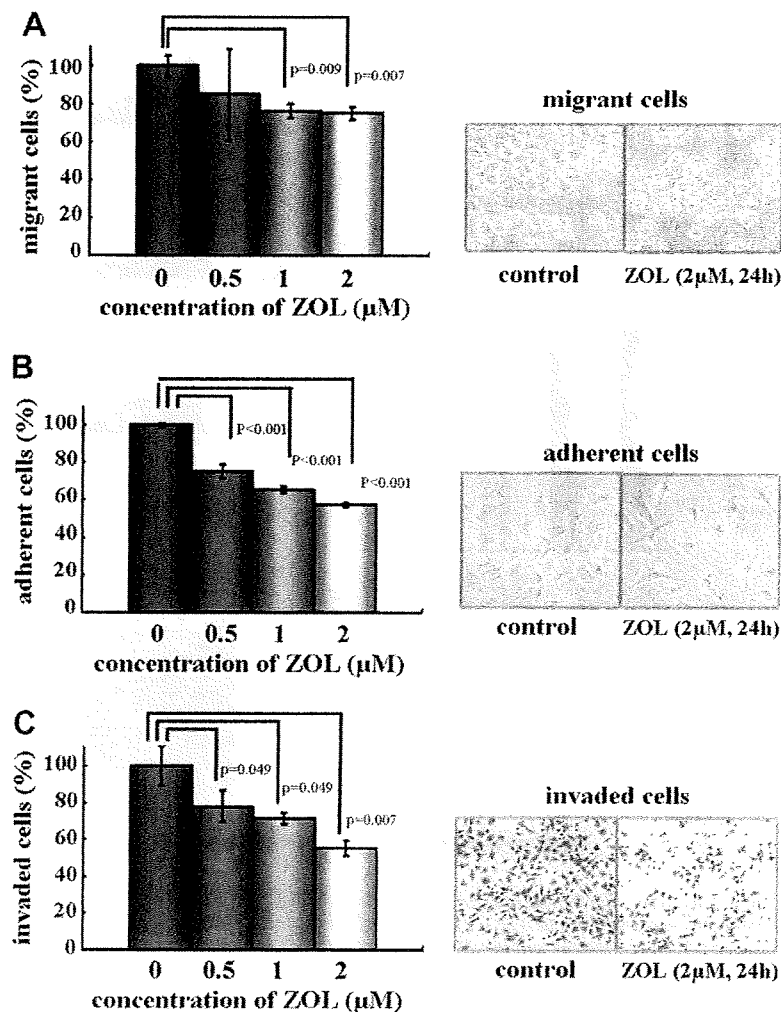 A
migrant cells (%)
100
80
60
40
20
0
p=0.009
p=0.007
0 0.5 1 2
concentration of ZOL (µM)
migrant cells
control ZOL (2µM, 24h)
B
adherent cells (%)
100
80
60
40
20
0
P<0.001
P<0.001
P<0.001
0 0.5 1 2
concentration of ZOL (µM)
adherent cells
control ZOL (2µM, 24h)
C
invaded cells (%)
100
80
60
40
20
0
p=0.049
p=0.049
p=0.007
0 0.5 1 2
concentration of ZOL (µM)
invaded cells
control ZOL (2µM, 24h)